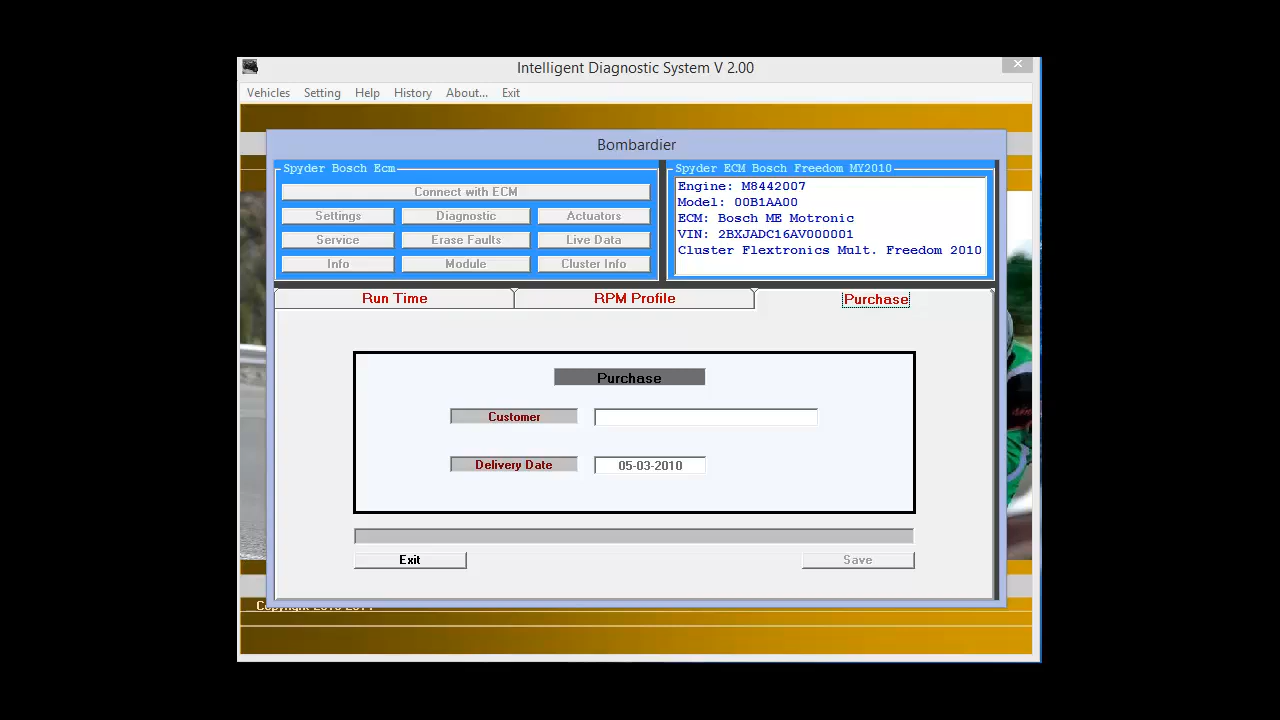 Intelligent Diagnostic System V 2.00
Vehicles Setting Help History About... Exit
Bombardier
Spyder Bosch Ecm
Connect with ECM
Settings Diagnostic Actuators
Service Erase Faults Live Data
Info Module Cluster Info
Spyder ECM Bosch Freedom MY2010
Engine: M8442007
Model: 00B1AA00
ECM: Bosch ME Motronic
VIN: 2BXJADC16AV000001
Cluster Flextronics Mult. Freedom 2010
Run Time RPM Profile Purchase
Purchase
Customer
Delivery Date 05-03-2010
Exit Save